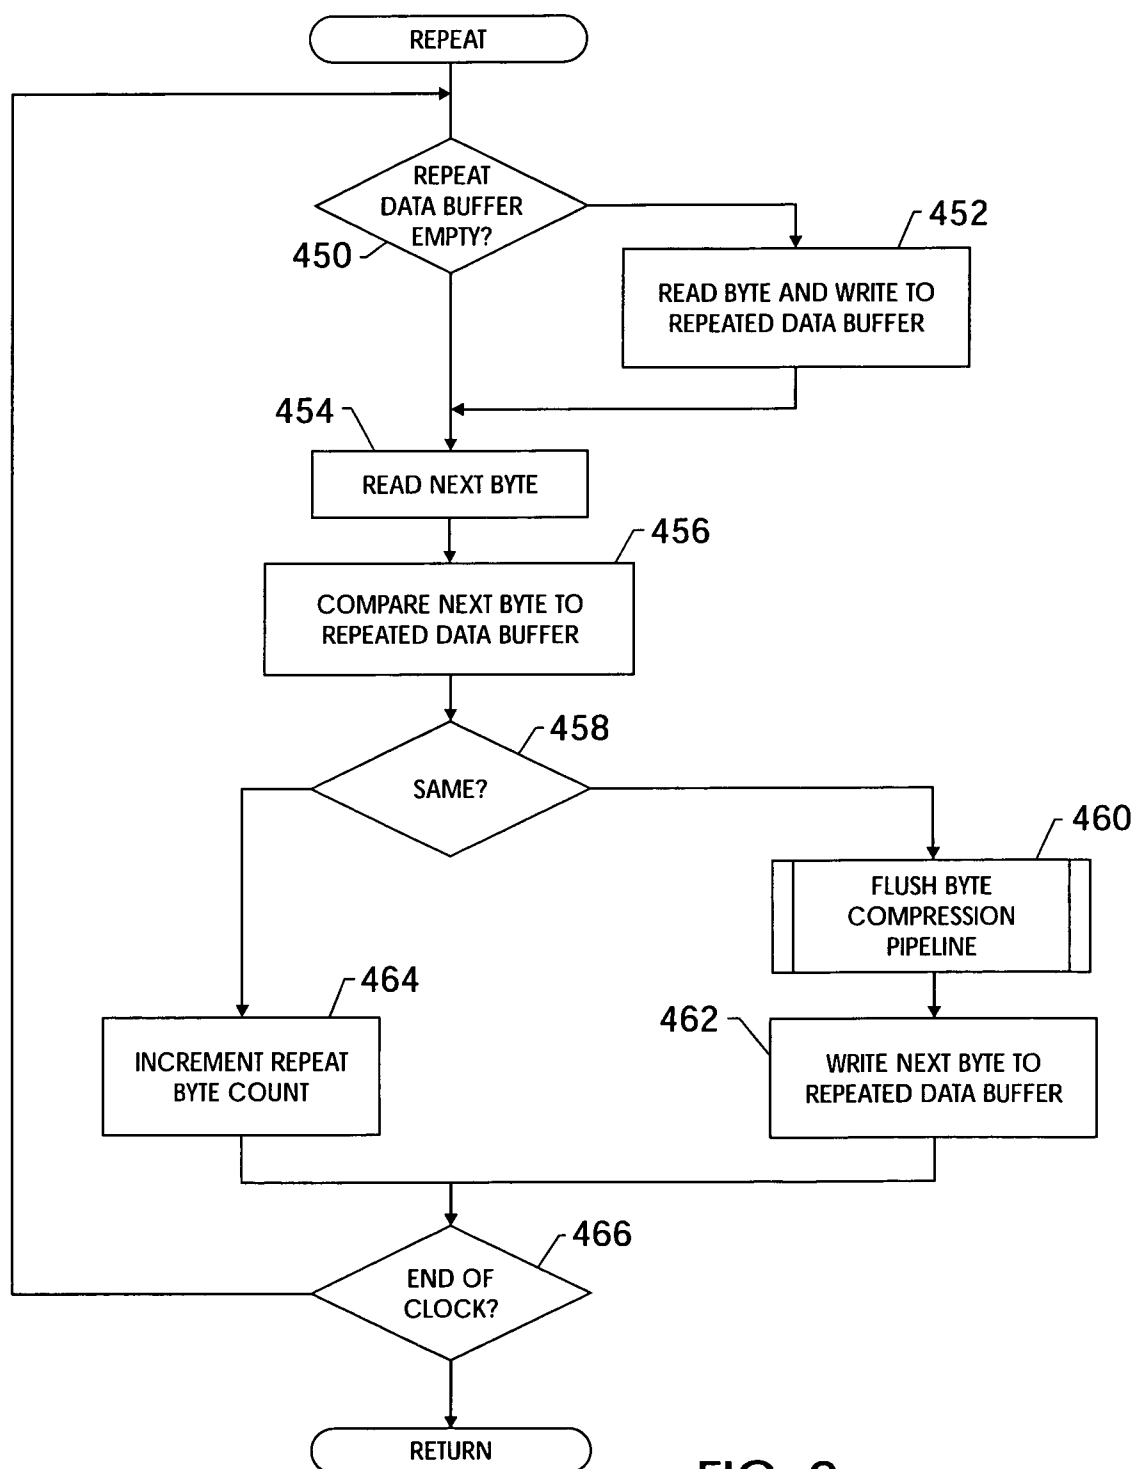 REPEAT
REPEAT
DATA BUFFER
EMPTY?
450
452
READ BYTE AND WRITE TO
REPEATED DATA BUFFER
454
READ NEXT BYTE
456
COMPARE NEXT BYTE TO
REPEATED DATA BUFFER
458
SAME?
460
FLUSH BYTE
COMPRESSION
PIPELINE
464
INCREMENT REPEAT
BYTE COUNT
462
WRITE NEXT BYTE TO
REPEATED DATA BUFFER
466
END OF
CLOCK?
RETURN
FIG.